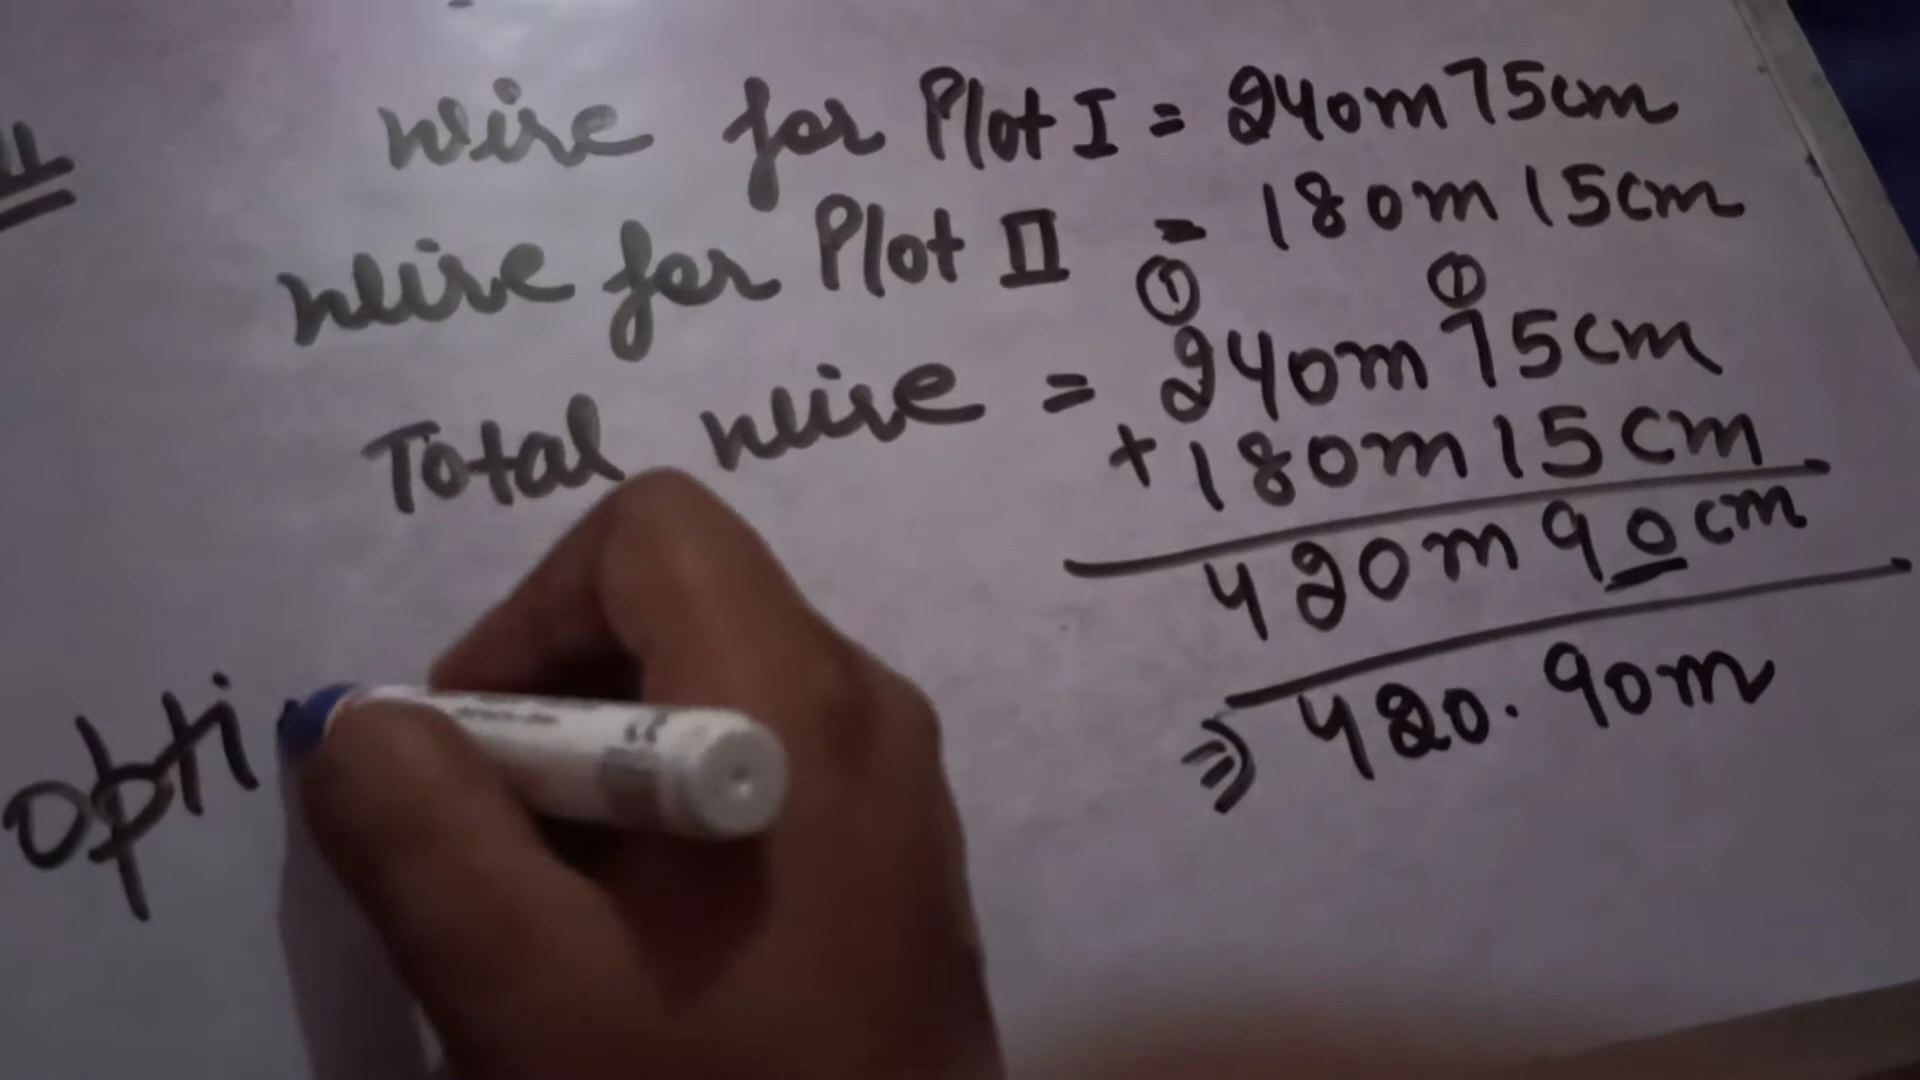 Wire for Plot I = 240m 75cm
Wire for Plot II = 180m 15cm
① ①
Total wire = 240m 75cm
+ 180m 15cm
420m 90cm
⇒ 420.90m
opti